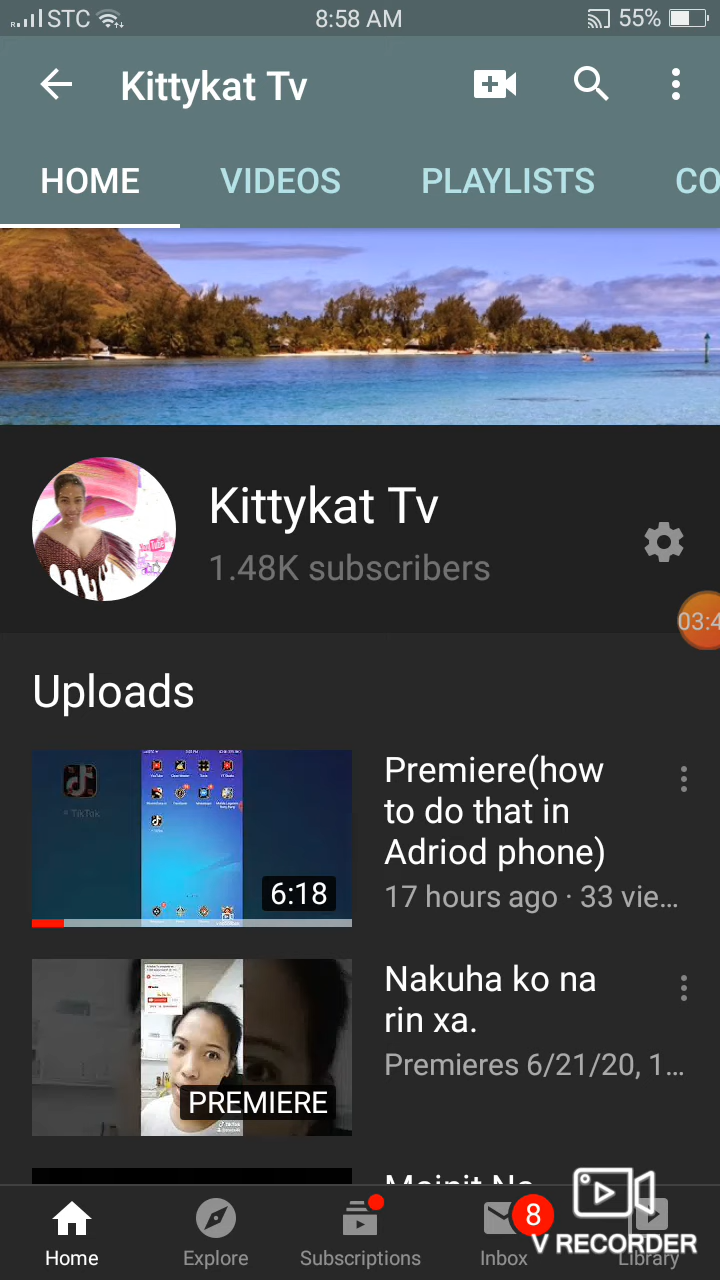 STC 8:58 AM 55%
Kittykat Tv
HOME VIDEOS PLAYLISTS CO
Kittykat Tv
1.48K subscribers
03:4
Uploads
TikTok
6:18
Premiere(how
to do that in
Adriod phone)
17 hours ago · 33 vie...
Nakuha ko na
rin xa.
Premieres 6/21/20, 1...
PREMIERE
8
V RECORDER
Home Explore Subscriptions Inbox Library